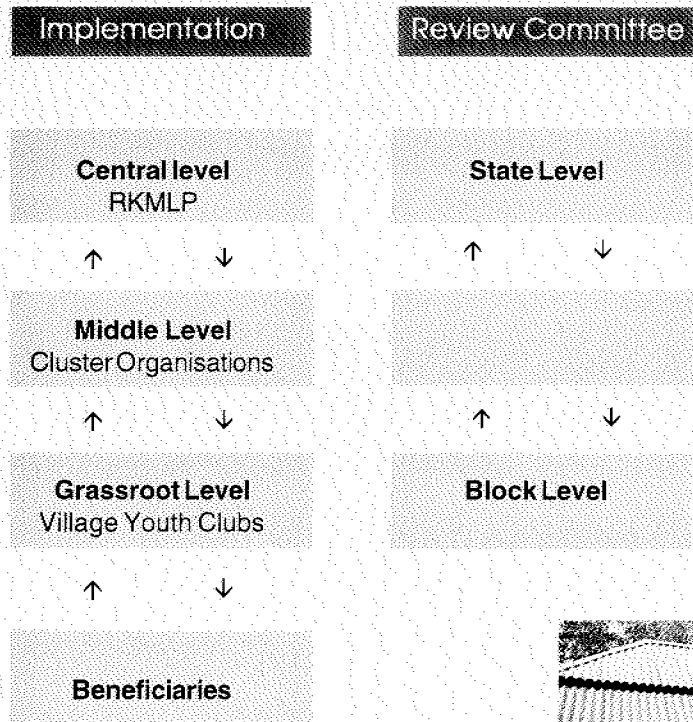 Implementation
Central level
RKMLP
↑ ↓
Middle Level
Cluster Organisations
↑ ↓
Grassroot Level
Village Youth Clubs
↑ ↓
Beneficiaries
Review Committee
State Level
↑ ↓
↑ ↓
Block Level